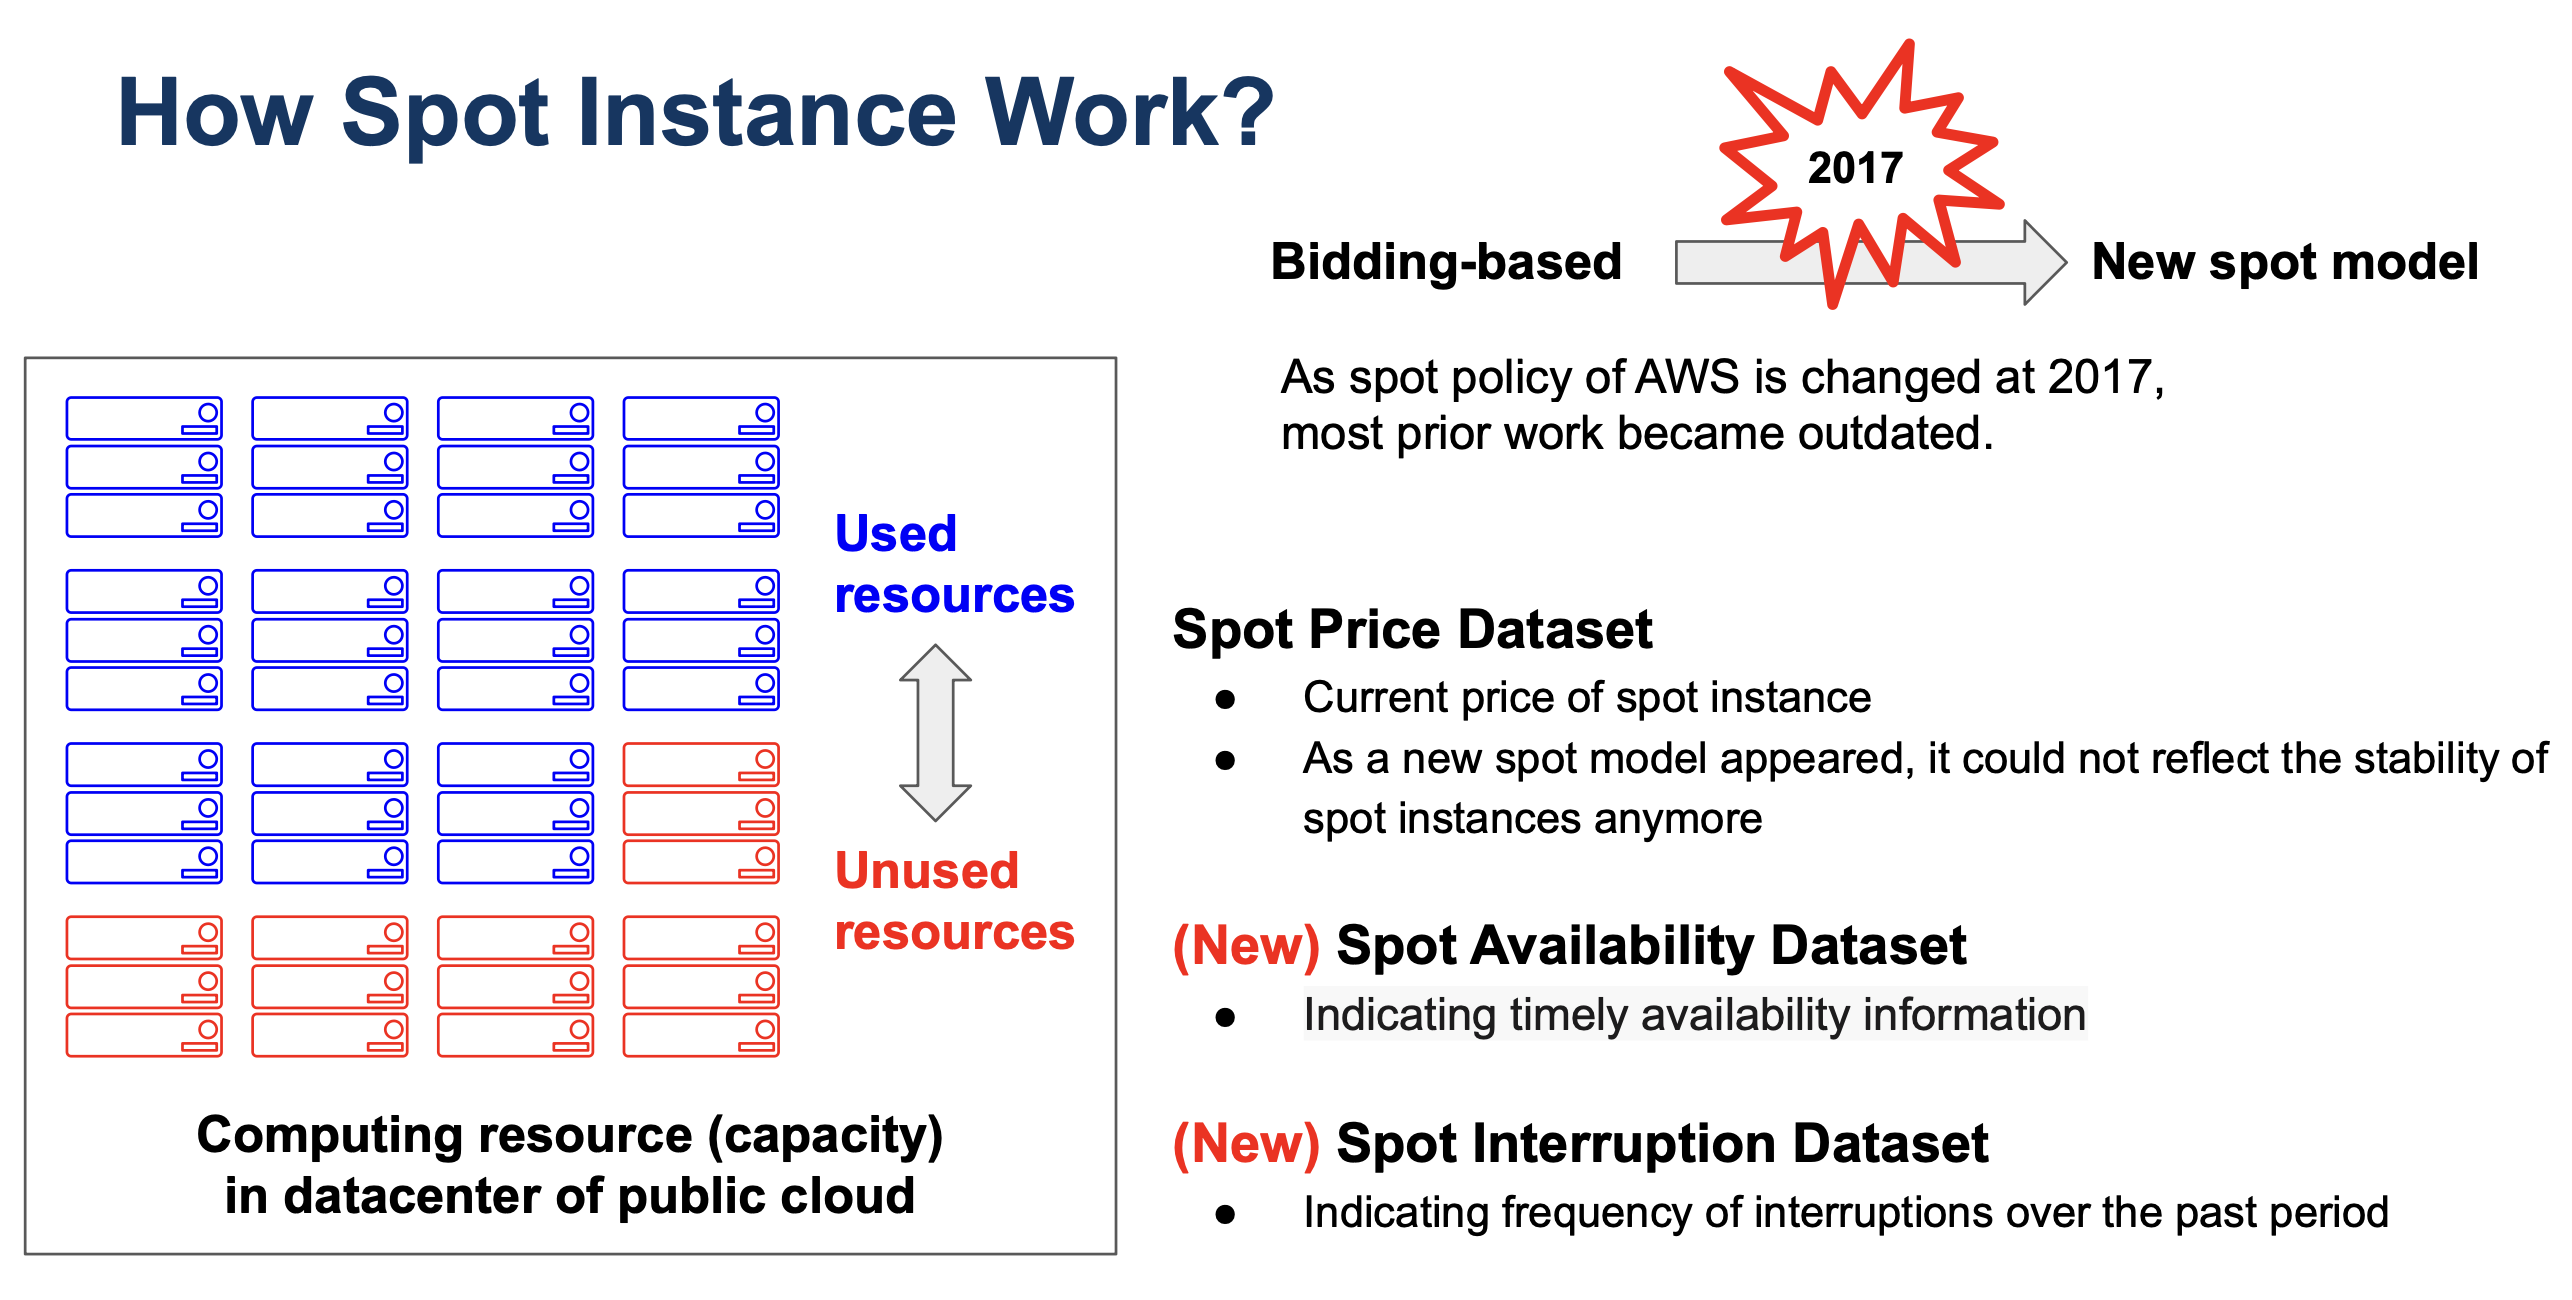 How Spot Instance Work?
2017
Bidding-based
New spot model
As spot policy of AWS is changed at 2017,
most prior work became outdated.
Used
resources
Unused
resources
Computing resource (capacity)
in datacenter of public cloud
Spot Price Dataset
● Current price of spot instance
● As a new spot model appeared, it could not reflect the stability of
spot instances anymore
(New) Spot Availability Dataset
● Indicating timely availability information
(New) Spot Interruption Dataset
● Indicating frequency of interruptions over the past period